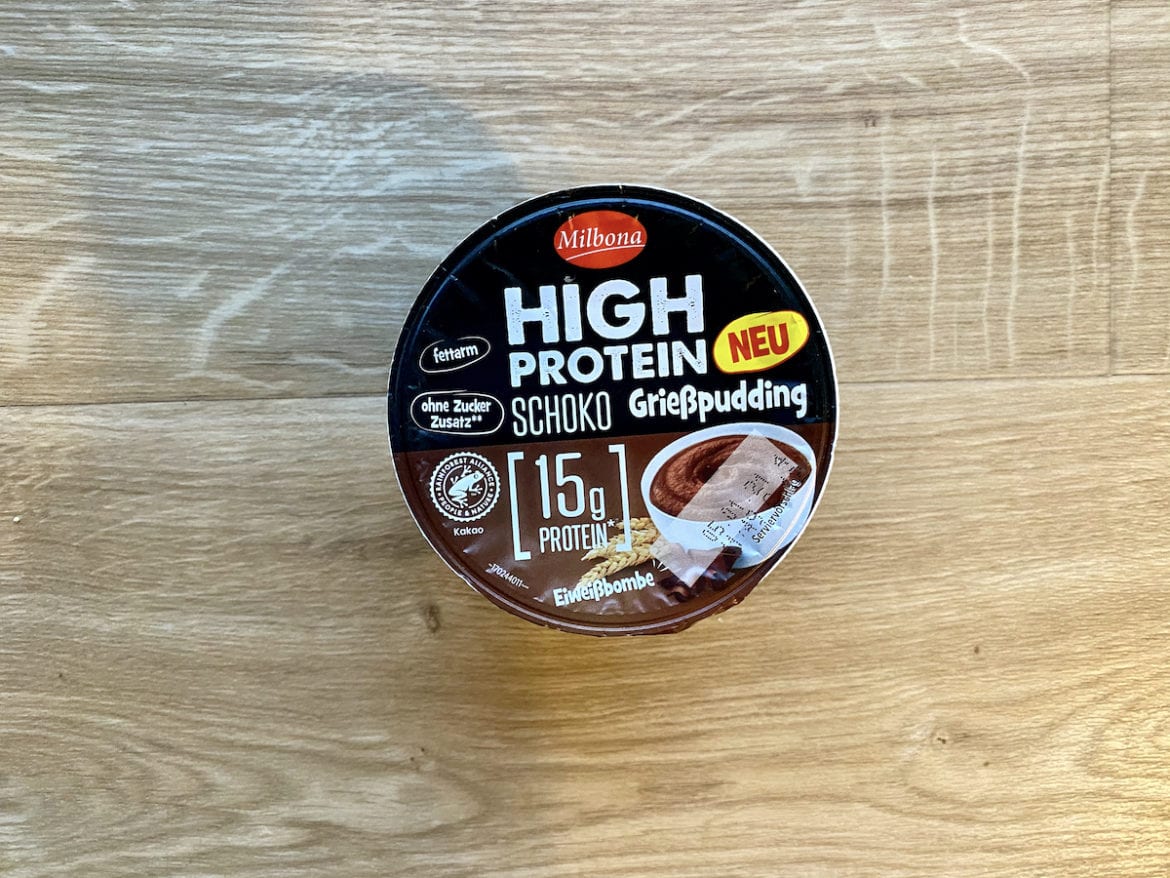 Milbona
HIGH
PROTEIN
NEU
fettarm
ohne Zucker
Zusatz**
SCHOKO
Grießpudding
RAINFOREST ALLIANCE
PEOPLE & NATURE
Kakao
15g
PROTEIN*
Serviervorschlag
-170244011-
Eiweißbombe